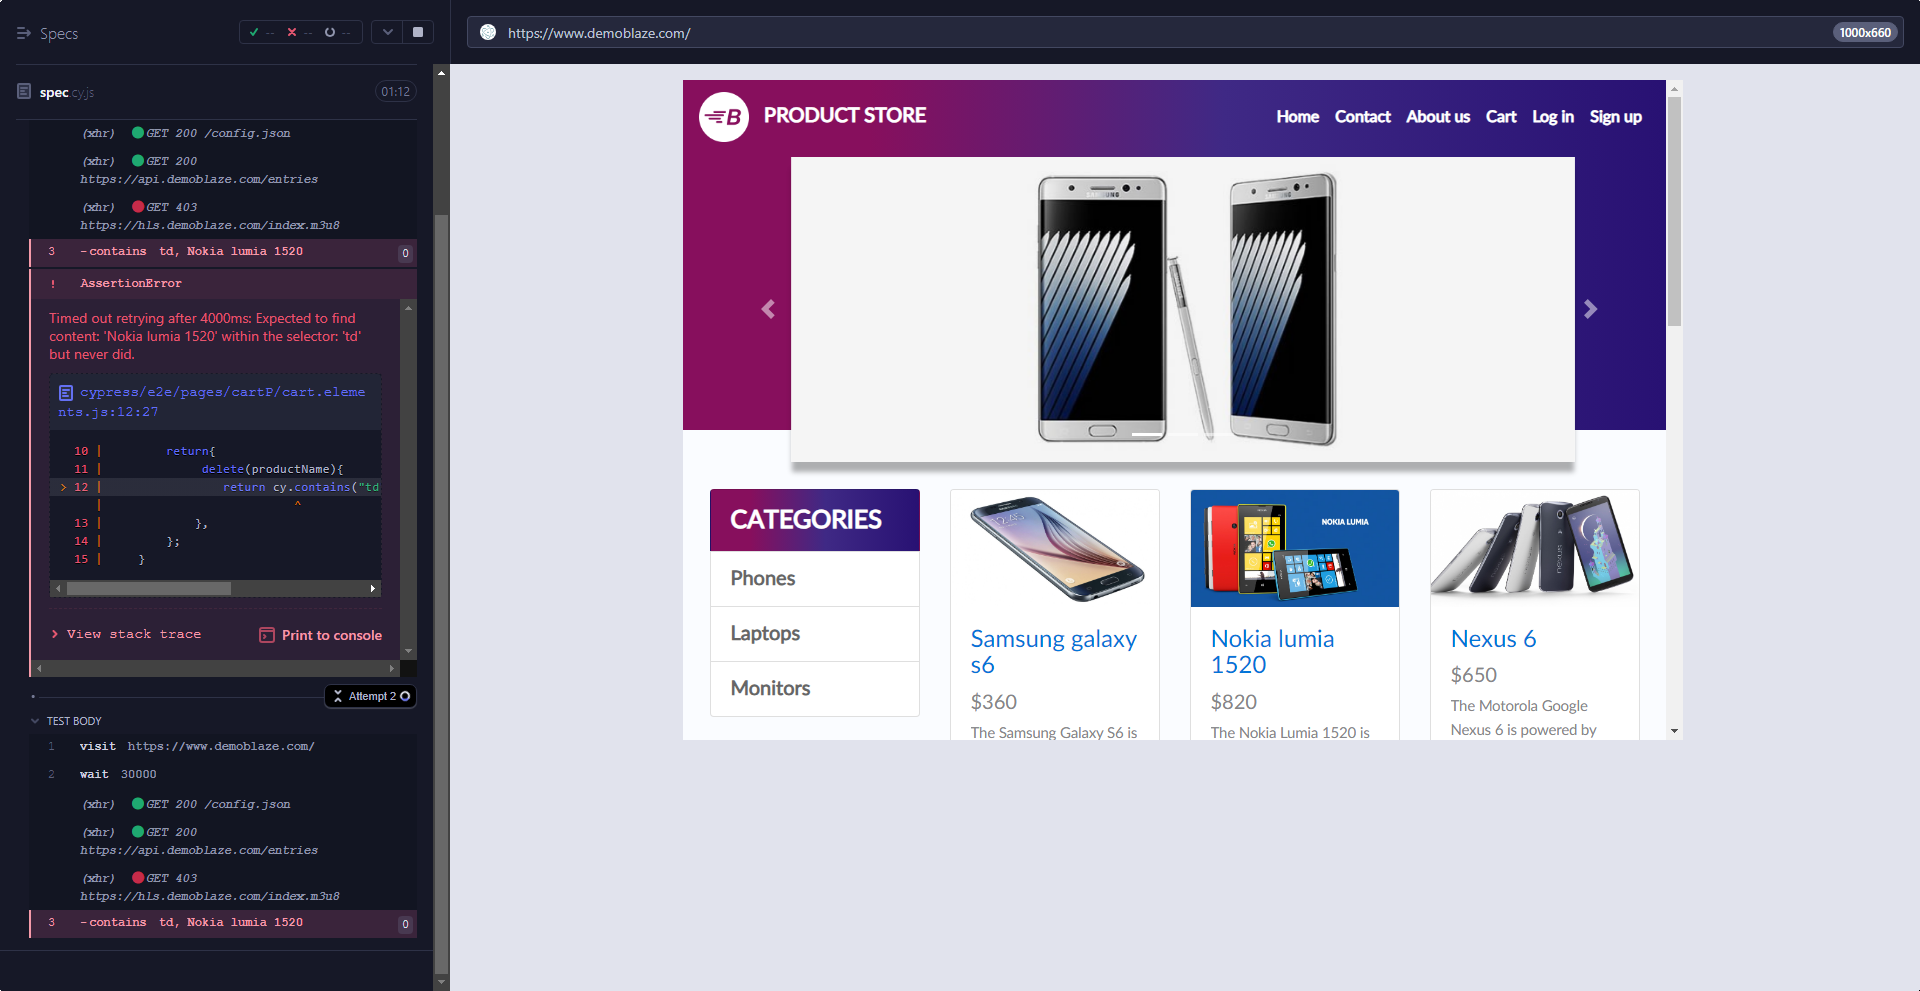 Specs
-- -- --
https://www.demoblaze.com/
1000x660
spec.cy.js
01:12
(xhr) GET 200 /config.json
(xhr) GET 200
https://api.demoblaze.com/entries
(xhr) GET 403
https://hls.demoblaze.com/index.m3u8
3 -contains td, Nokia lumia 1520 0
! AssertionError
Timed out retrying after 4000ms: Expected to find
content: 'Nokia lumia 1520' within the selector: 'td'
but never did.
cypress/e2e/pages/cartP/cart.eleme
nts.js:12:27
10 | return{
11 | delete(productName){
> 12 | return cy.contains("td
| ^
13 | },
14 | };
15 | }
> View stack trace
Print to console
Attempt 2
TEST BODY
1 visit https://www.demoblaze.com/
2 wait 30000
(xhr) GET 200 /config.json
(xhr) GET 200
https://api.demoblaze.com/entries
(xhr) GET 403
https://hls.demoblaze.com/index.m3u8
3 -contains td, Nokia lumia 1520 0
B
PRODUCT STORE
Home Contact About us Cart Log in Sign up
SAMSUNG
CATEGORIES
Phones
Laptops
Monitors
Samsung galaxy
s6
$360
The Samsung Galaxy S6 is
NOKIA LUMIA
Nokia lumia
1520
$820
The Nokia Lumia 1520 is
nexus
Nexus 6
$650
The Motorola Google
Nexus 6 is powered by